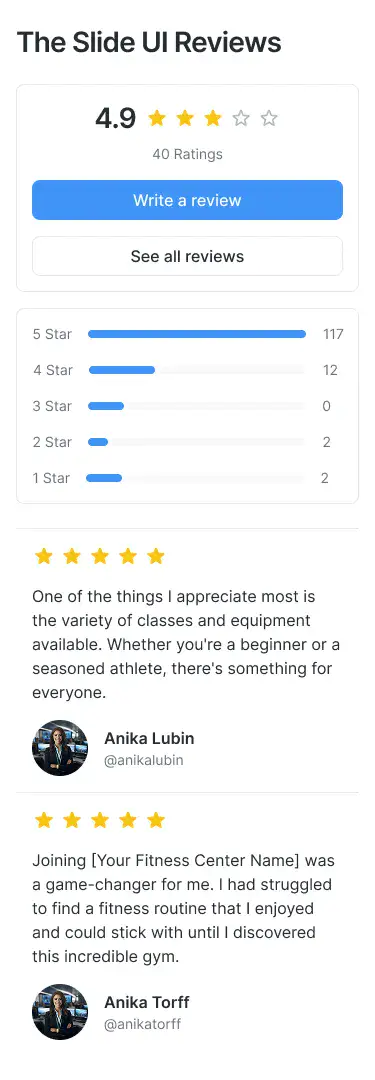 The Slide UI Reviews
4.9
40 Ratings
Write a review
See all reviews
5 Star 117
4 Star 12
3 Star 0
2 Star 2
1 Star 2
One of the things I appreciate most is
the variety of classes and equipment
available. Whether you're a beginner or a
seasoned athlete, there's something for
everyone.
Anika Lubin
@anikalubin
Joining [Your Fitness Center Name] was
a game-changer for me. I had struggled
to find a fitness routine that I enjoyed
and could stick with until I discovered
this incredible gym.
Anika Torff
@anikatorff